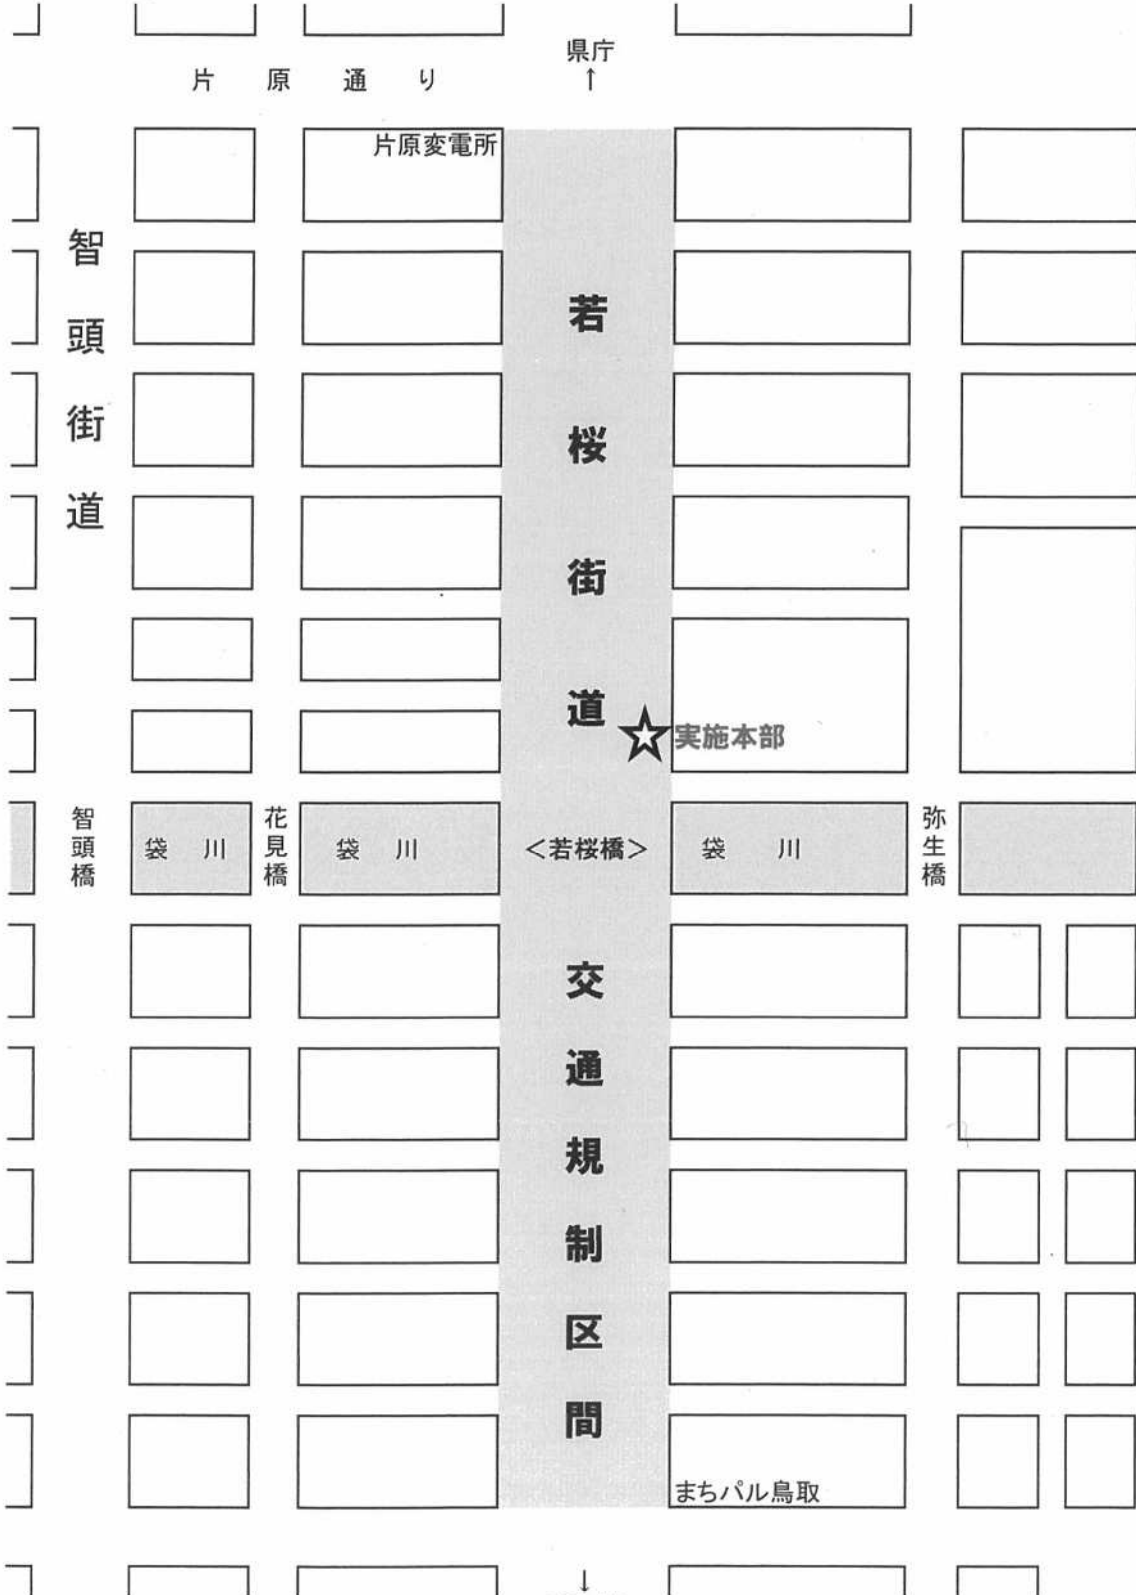 県庁
↑
片原通り
片原変電所
智頭街道
若桜街道
☆実施本部
智頭橋
袋川
花見橋
袋川
<若桜橋>
袋川
弥生橋
交通規制区間
まちパル鳥取
↓